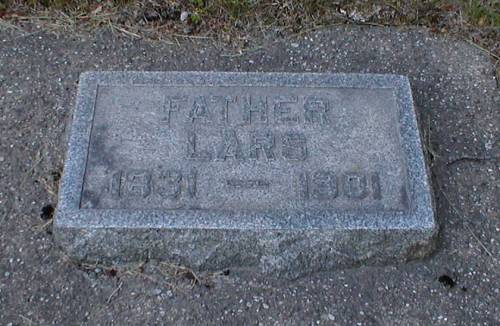 FATHER
LARS
1831 — 1901